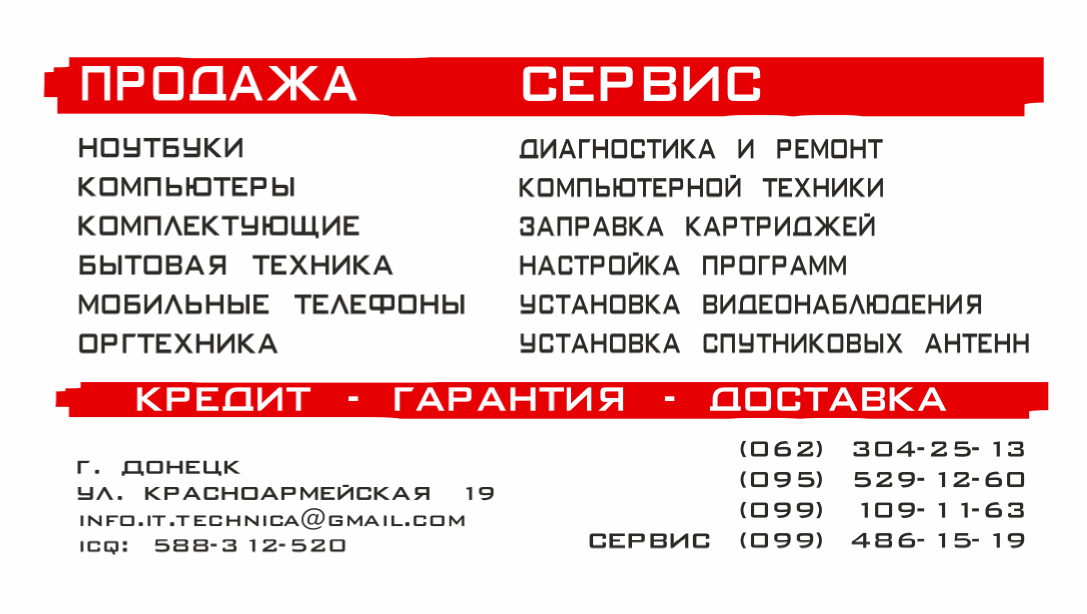 ПРОДАЖА
НОУТБУКИ
КОМПЬЮТЕРЫ
КОМПЛЕКТУЮЩИЕ
БЫТОВАЯ ТЕХНИКА
МОБИЛЬНЫЕ ТЕЛЕФОНЫ
ОРГТЕХНИКА
СЕРВИС
ДИАГНОСТИКА И РЕМОНТ
КОМПЬЮТЕРНОЙ ТЕХНИКИ
ЗАПРАВКА КАРТРИДЖЕЙ
НАСТРОЙКА ПРОГРАММ
УСТАНОВКА ВИДЕОНАБЛЮДЕНИЯ
УСТАНОВКА СПУТНИКОВЫХ АНТЕНН
КРЕДИТ - ГАРАНТИЯ - ДОСТАВКА
Г. ДОНЕЦК
УЛ. КРАСНОАРМЕЙСКАЯ 19
INFO.IT.TECHNICA@GMAIL.COM
ICQ: 588-312-520
(062) 304-25-13
(095) 529-12-60
(099) 109-11-63
СЕРВИС (099) 486-15-19